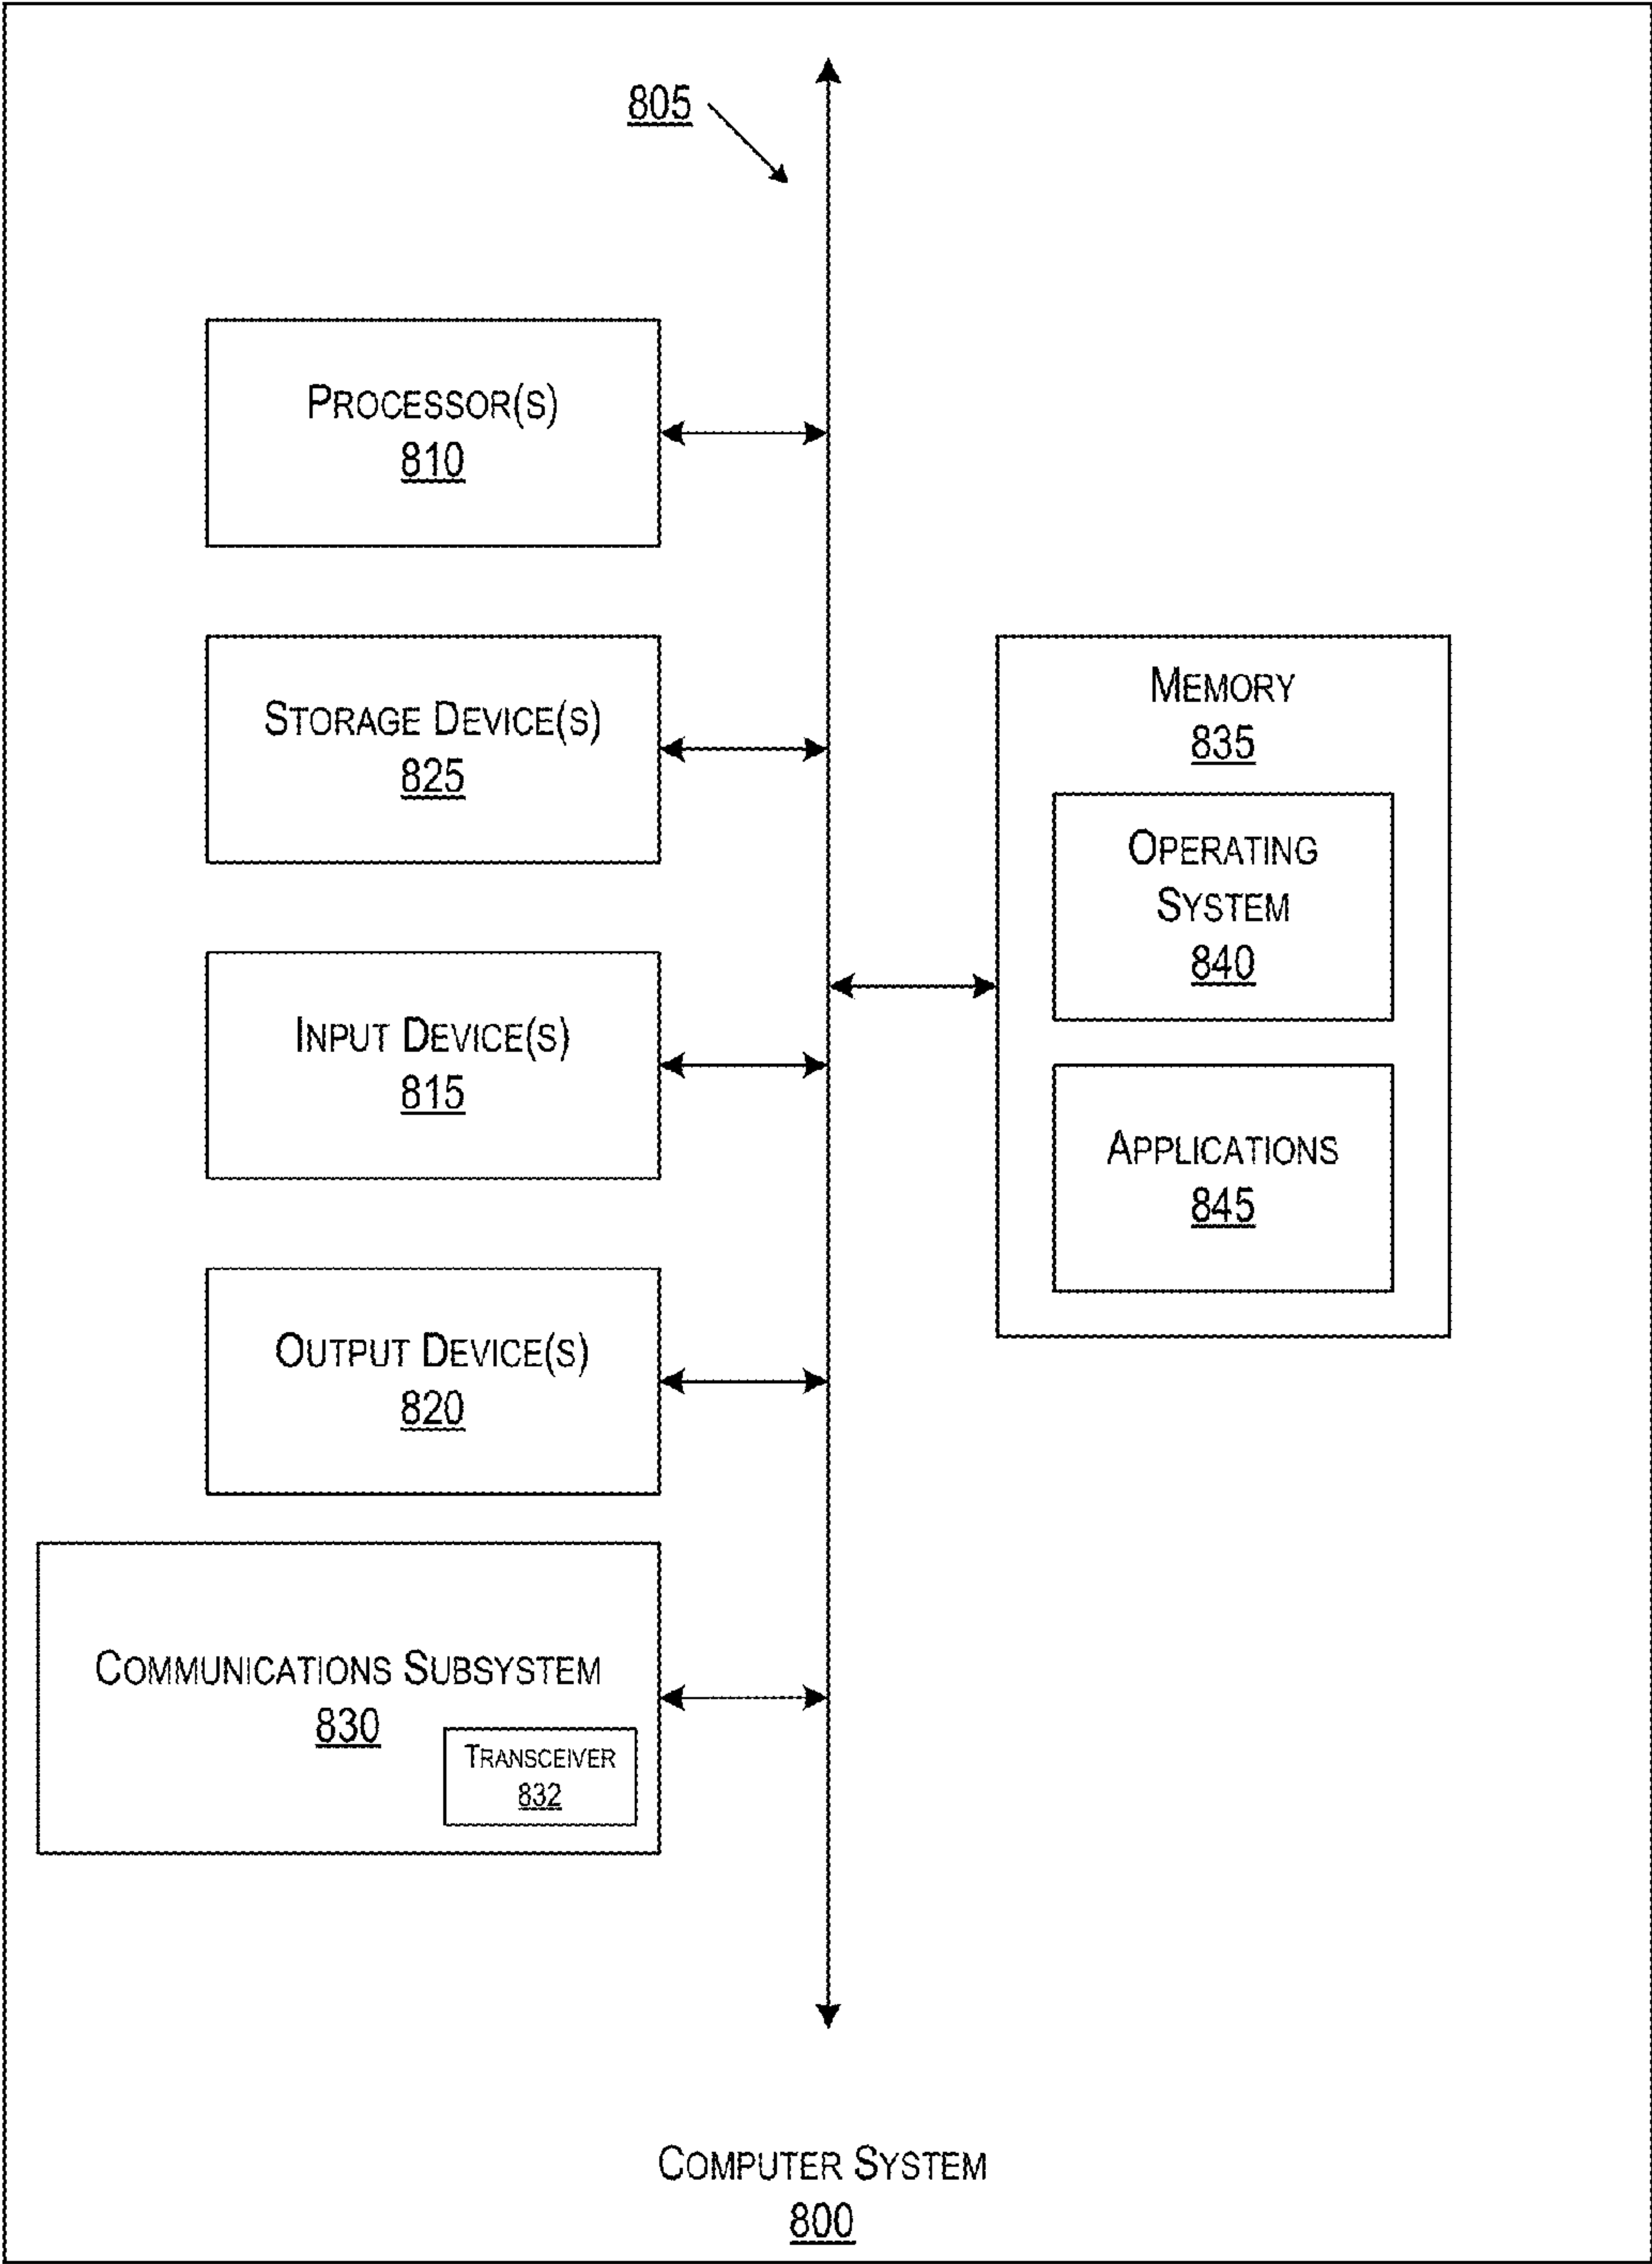 805
PROCESSOR(S)
810
STORAGE DEVICE(S)
825
INPUT DEVICE(S)
815
OUTPUT DEVICE(S)
820
COMMUNICATIONS SUBSYSTEM
830
TRANSCEIVER
832
MEMORY
835
OPERATING
SYSTEM
840
APPLICATIONS
845
COMPUTER SYSTEM
800